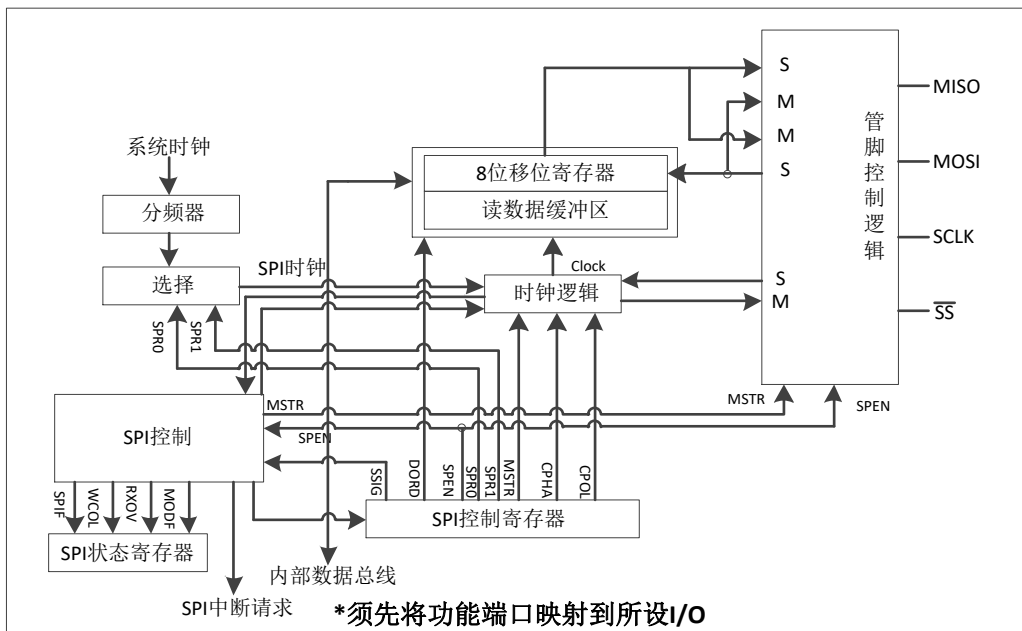 S
MISO
M
管脚控制逻辑
M
系统时钟
MOSI
8位移位寄存器
S
分频器
读数据缓冲区
SCLK
SPI时钟
Clock
选择
S
时钟逻辑
M
SS
SPR0
SPR1
MSTR
MSTR
SPEN
SPEN
SPI控制
SSIG
DORD
SPEN
SPR0
SPR1
MSTR
CPHA
CPOL
SPIF
WCOL
RXOV
MODF
SPI控制寄存器
SPI状态寄存器
内部数据总线
SPI中断请求
*须先将功能端口映射到所设I/O